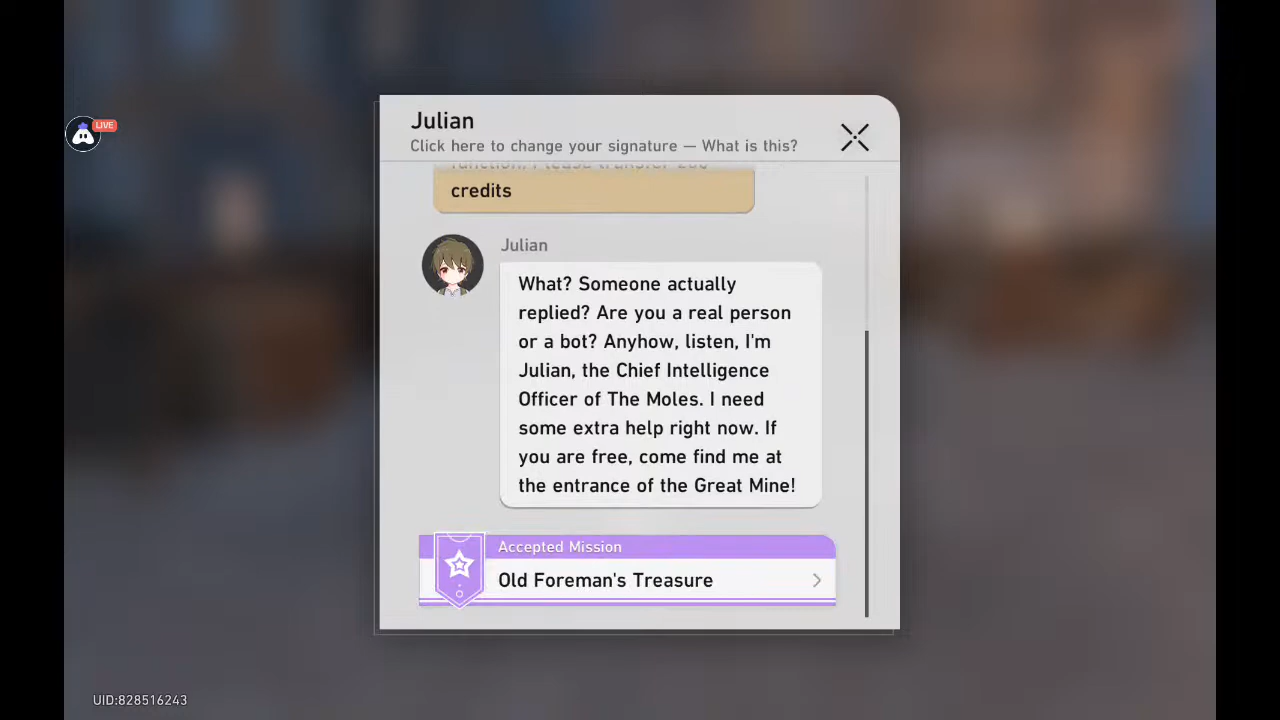 Julian
Click here to change your signature — What is this?
LIVE
credits
Julian
What? Someone actually
replied? Are you a real person
or a bot? Anyhow, listen, I'm
Julian, the Chief Intelligence
Officer of The Moles. I need
some extra help right now. If
you are free, come find me at
the entrance of the Great Mine!
Accepted Mission
Old Foreman's Treasure
UID:828516243